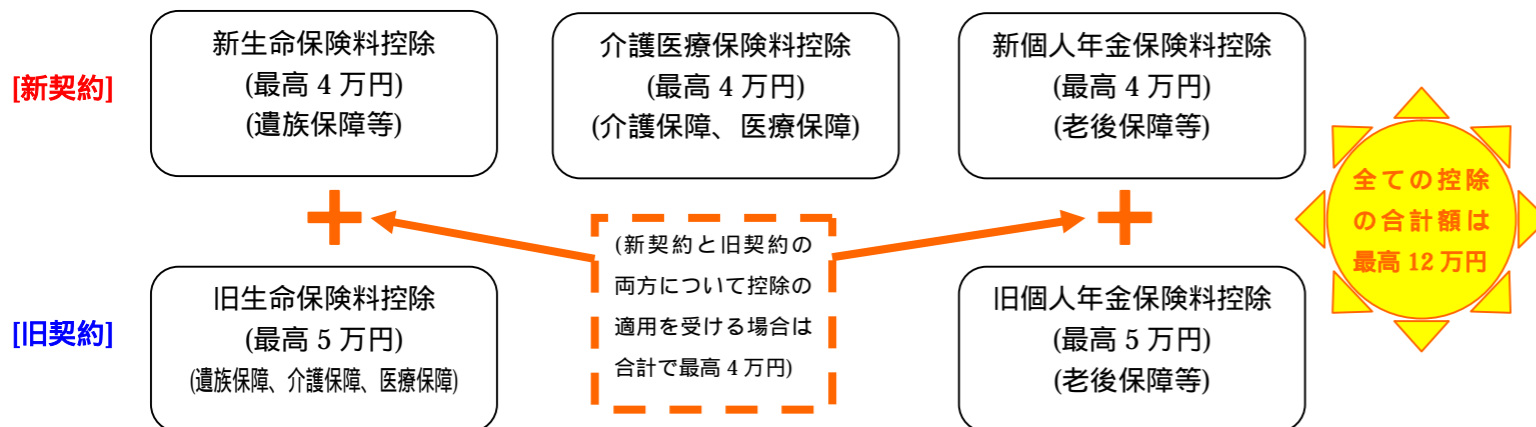 [新契約]
新生命保険料控除
(最高 4 万円)
(遺族保障等)
介護医療保険料控除
(最高 4 万円)
(介護保障、医療保障)
新個人年金保険料控除
(最高 4 万円)
(老後保障等)
全ての控除
の合計額は
最高 12 万円
(新契約と旧契約の
両方について控除の
適用を受ける場合は
合計で最高 4 万円)
[旧契約]
旧生命保険料控除
(最高 5 万円)
(遺族保障、介護保障、医療保障)
旧個人年金保険料控除
(最高 5 万円)
(老後保障等)